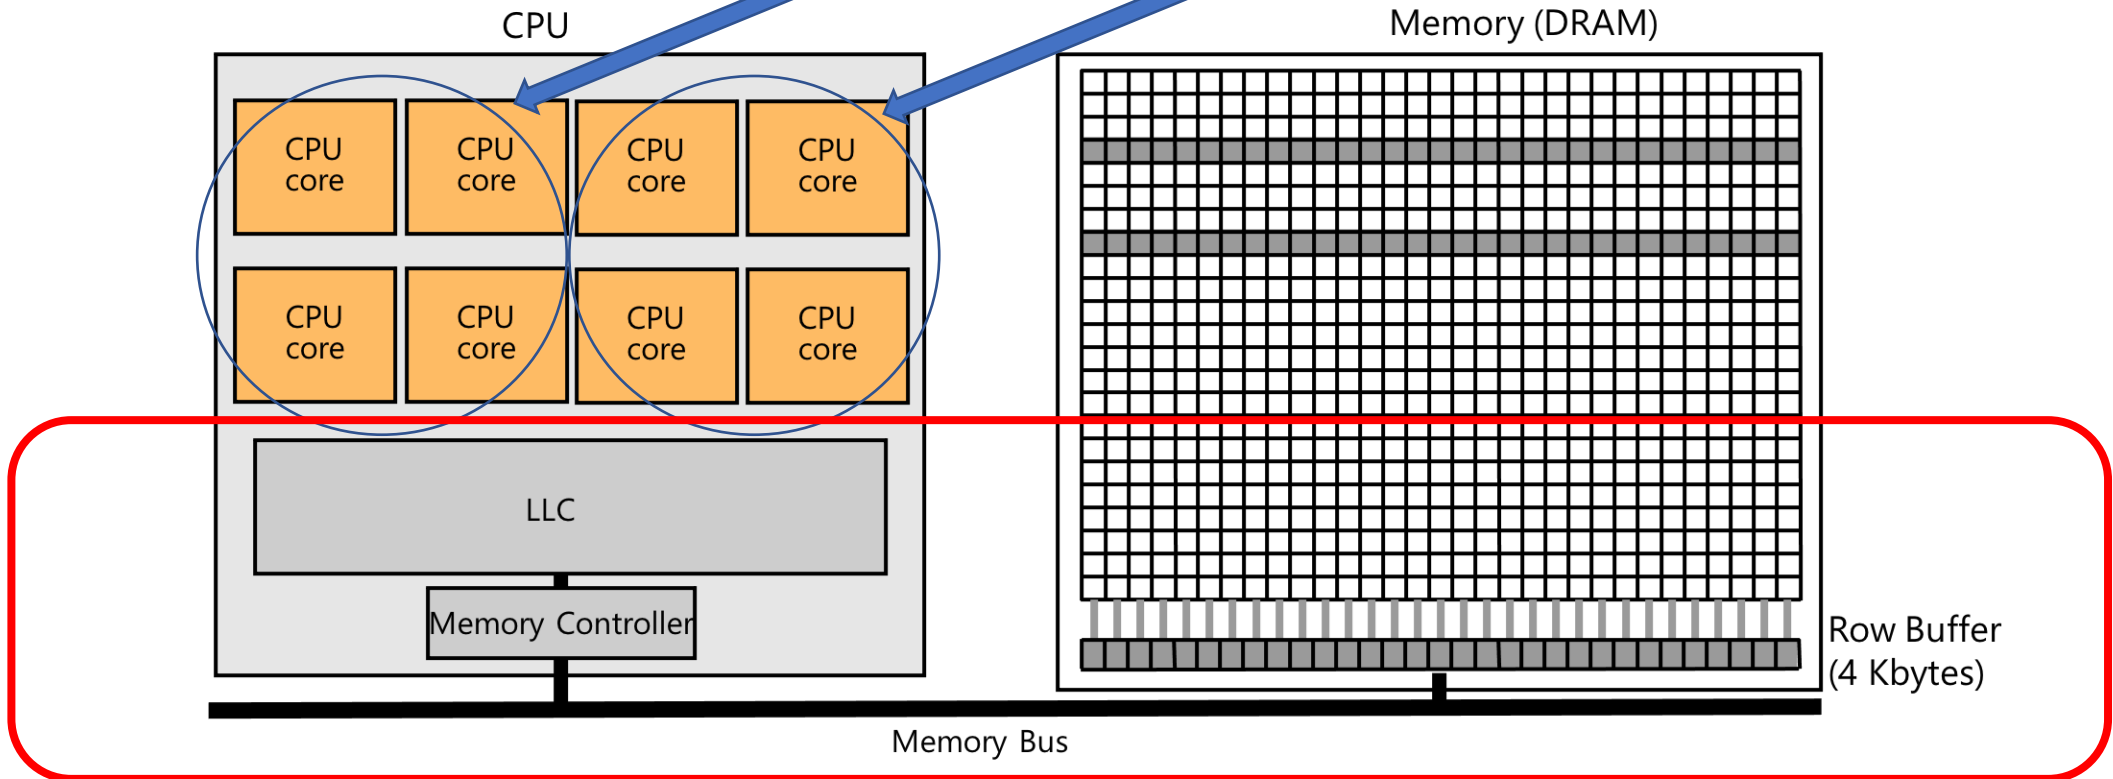 CPU
Memory (DRAM)
CPU
core
CPU
core
CPU
core
CPU
core
CPU
core
CPU
core
CPU
core
CPU
core
LLC
Memory Controller
Row Buffer
(4 Kbytes)
Memory Bus